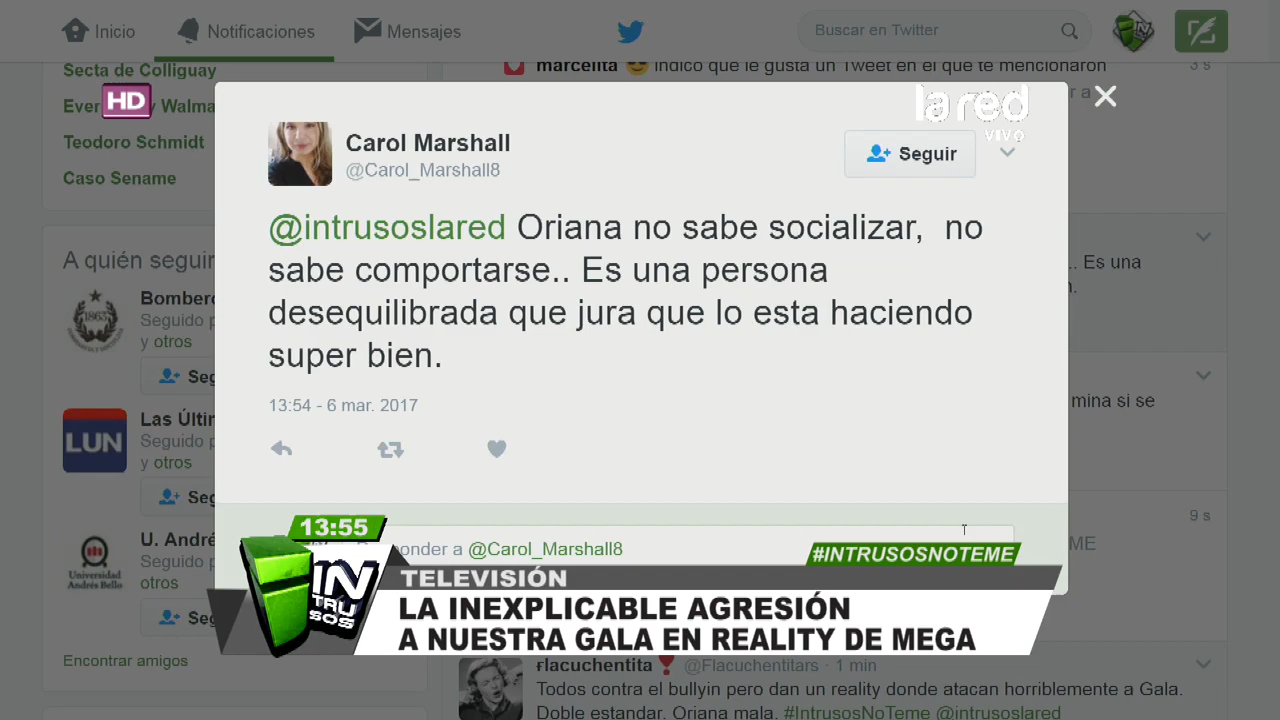 Inicio
Notificaciones
Mensajes
Buscar en Twitter
Secta de Colliguay
marcelita 😊 indicó que le gusta un Tweet en el que te mencionaron
3 s
HD
la red
VIVO
Teodoro Schmidt
Caso Sename
Carol Marshall
@Carol_Marshall8
Seguir
@intrusoslared Oriana no sabe socializar, no
sabe comportarse.. Es una persona
desequilibrada que jura que lo esta haciendo
super bien.
13:54 - 6 mar. 2017
A quién seguir
Seguido
y otros
LUN
Seguido
y otros
U. André
otros
Universidad
Andrés Bello
Encontrar amigos
.. Es una
mina si se
9 s
13:55
IN
TRU
SOS
Responder a @Carol_Marshall8
#INTRUSOSNOTEME
TELEVISIÓN
LA INEXPLICABLE AGRESIÓN
A NUESTRA GALA EN REALITY DE MEGA
flacuchentita❣ @Flacuchentitars · 1 min
Todos contra el bullyin pero dan un reality donde atacan horriblemente a Gala.
Doble estandar. Oriana mala. #IntrusosNoTeme @intrusoslared